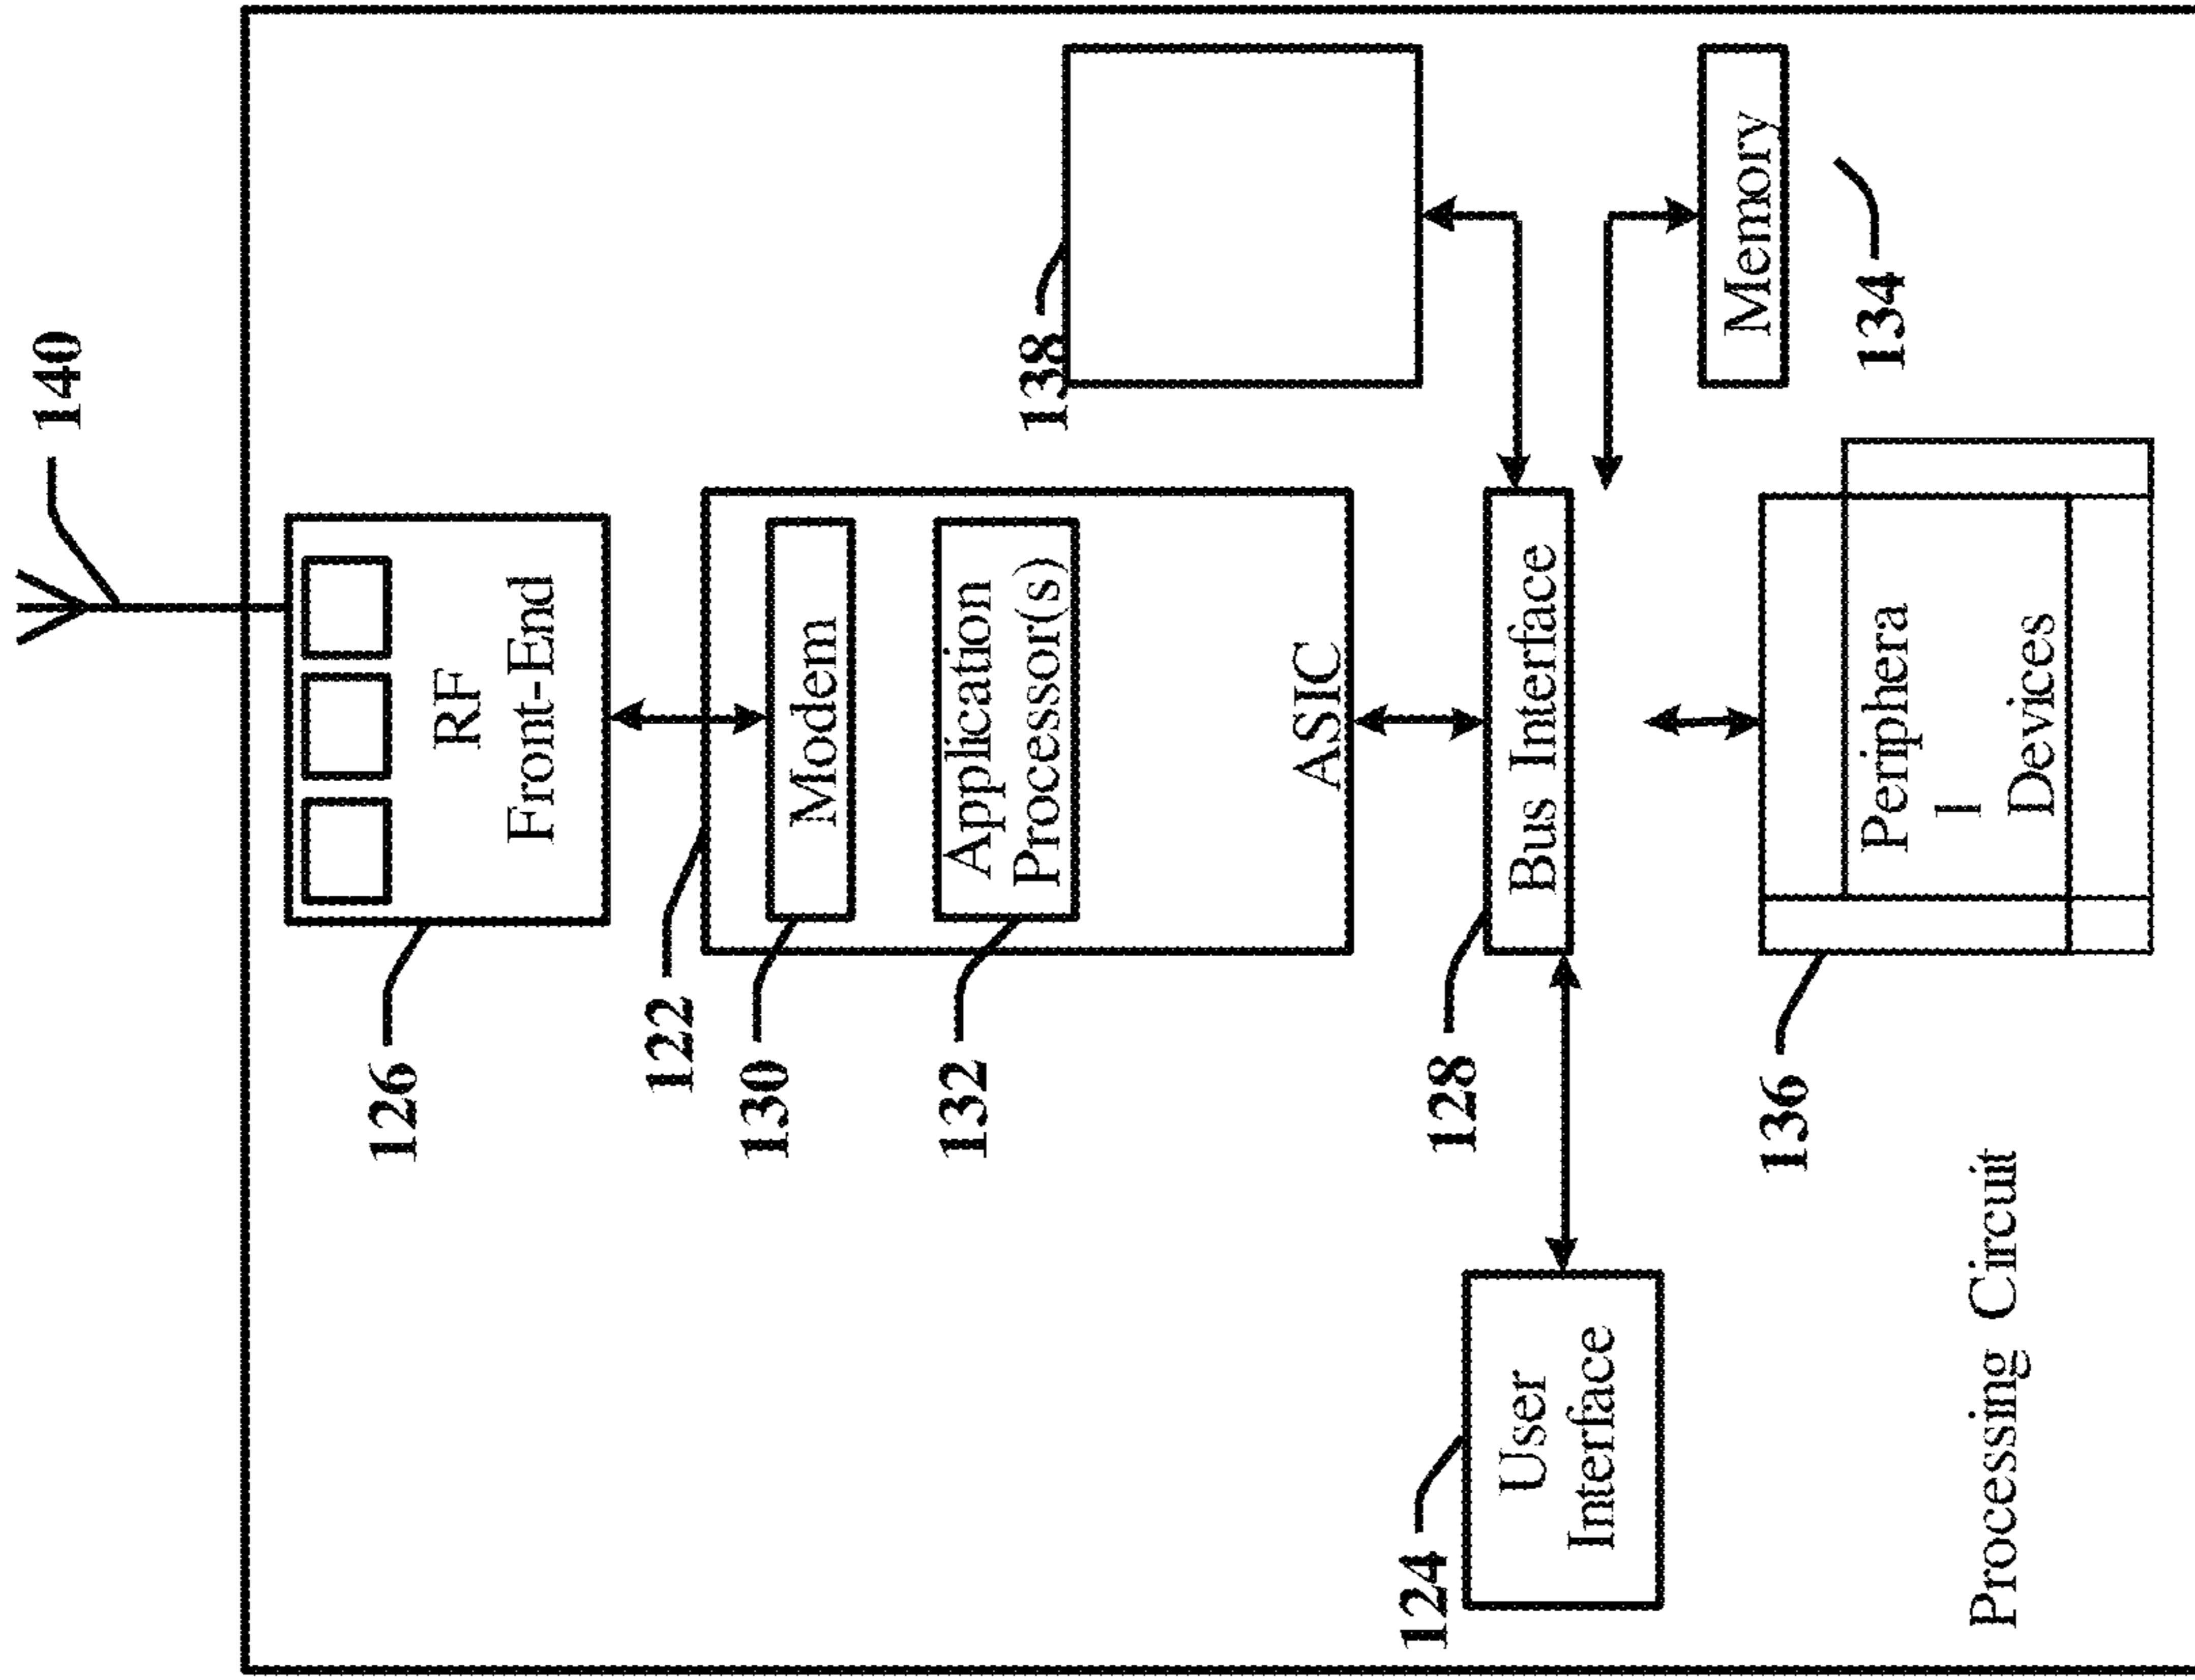 140
126
RF
Front-End
122
130
Modem
132
Application
Processor(s)
138
ASIC
124
128
User
Interface
Bus Interface
Memory
136
134
Periphera
l
Devices
Processing Circuit